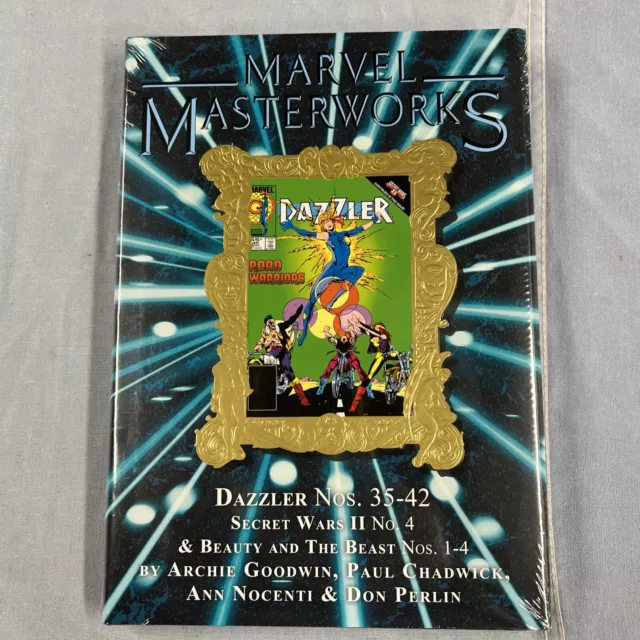 MARVEL
MASTERWORKS
MARVEL
DAZZLER
ROAD
WARRIORS
DAZZLER NOS. 35-42
SECRET WARS II NO. 4
& BEAUTY AND THE BEAST NOS. 1-4
BY ARCHIE GOODWIN, PAUL CHADWICK,
ANN NOCENTI & DON PERLIN